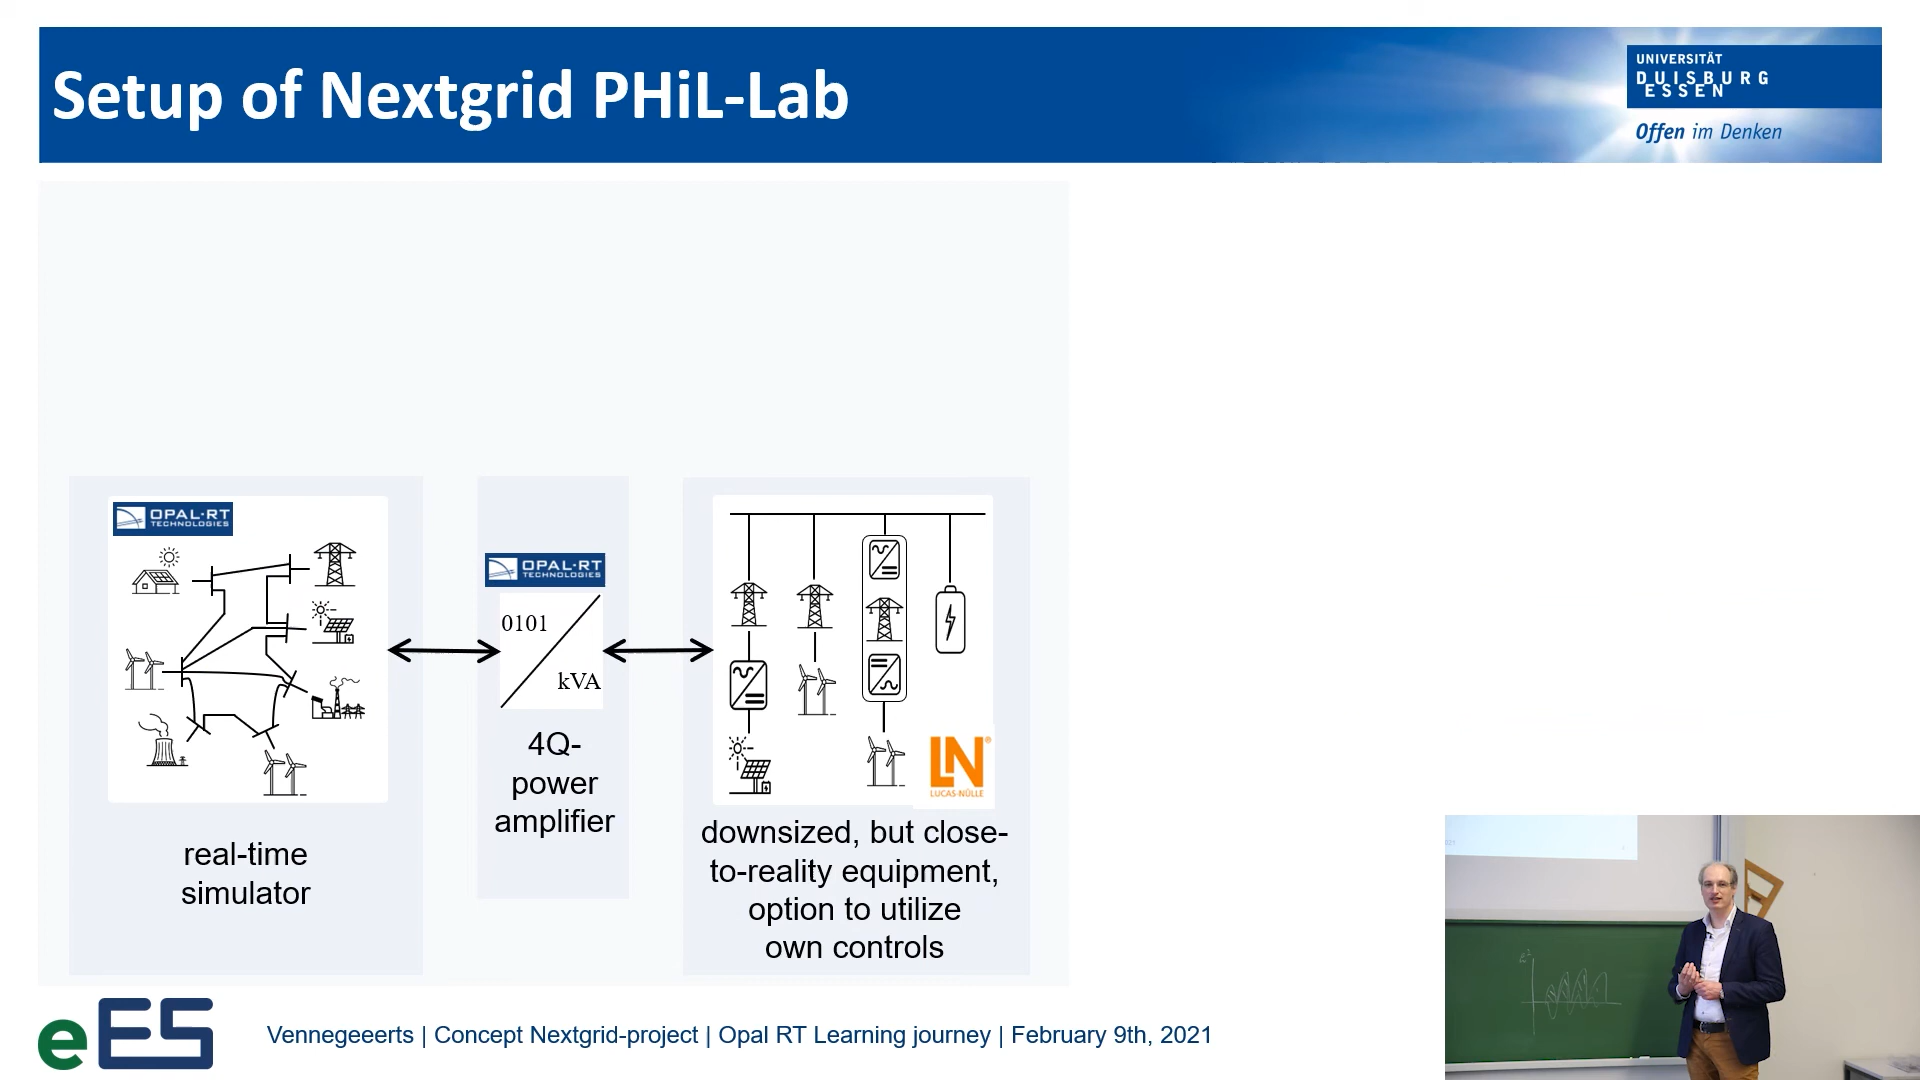 Setup of Nextgrid PHiL-Lab
UNIVERSITÄT
DUISBURG
ESSEN
Offen im Denken
OPAL-RT
TECHNOLOGIES
OPAL-RT
TECHNOLOGIES
0101
kVA
4Q-
power
amplifier
real-time
simulator
LN®
LUCAS-NÜLLE
downsized, but close-
to-reality equipment,
option to utilize
own controls
eES
Vennegeeerts | Concept Nextgrid-project | Opal RT Learning journey | February 9th, 2021